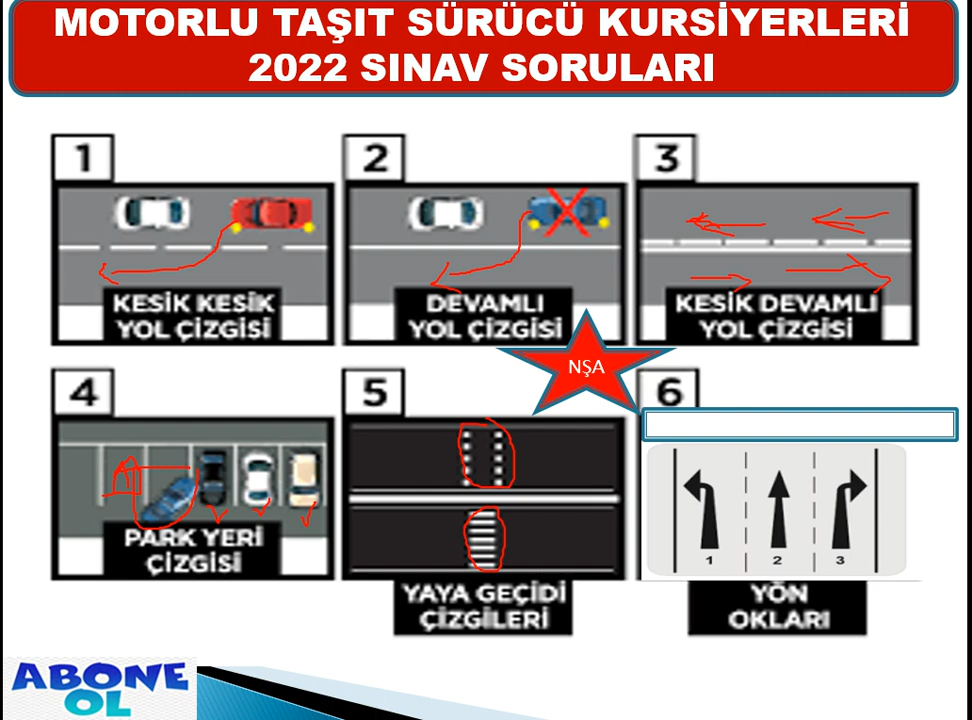 MOTORLU TAŞIT SÜRÜCÜ KURSİYERLERİ
2022 SINAV SORULARI
1
KESİK KESİK
YOL ÇİZGİSİ
2
DEVAMLI
YOL ÇİZGİSİ
3
KESİK DEVAMLI
YOL ÇİZGİSİ
NŞA
4
PARK YERİ
ÇİZGİSİ
5
YAYA GEÇİDİ
ÇİZGİLERİ
6
1 2 3
YÖN
OKLARI
ABONE
OL